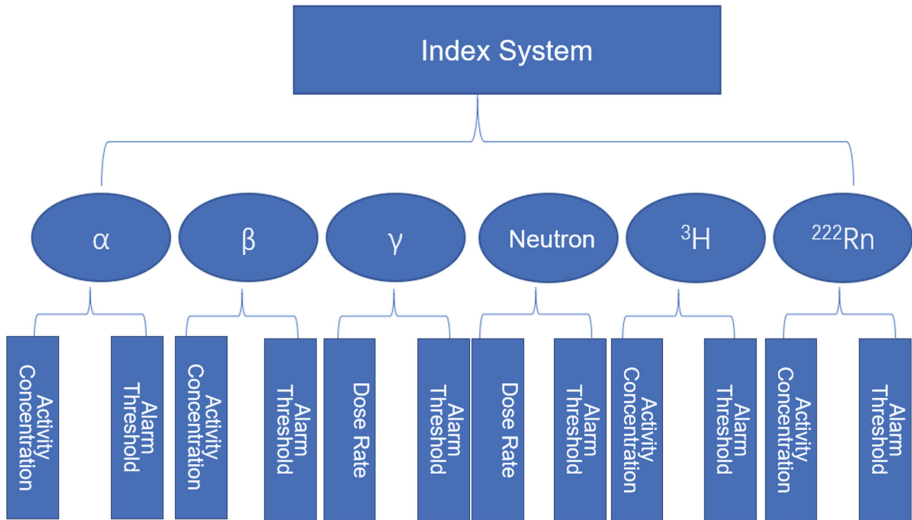 Index System
α
β
γ
Neutron
³H
²²²Rn
Activity
Concentration
Alarm
Threshold
Activity
Concentration
Alarm
Threshold
Dose Rate
Alarm
Threshold
Dose Rate
Alarm
Threshold
Activity
Concentration
Alarm
Threshold
Activity
Concentration
Alarm
Threshold